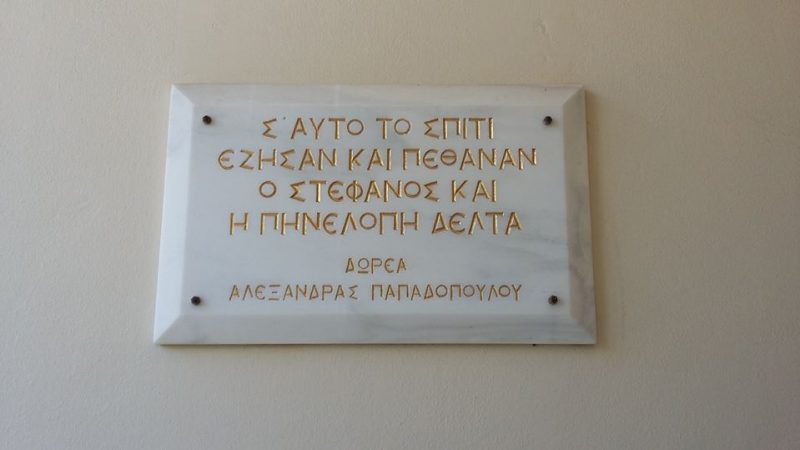 Σ΄ ΑΥΤΟ ΤΟ ΣΠΙΤΙ
ΕΖΗΣΑΝ ΚΑΙ ΠΕΘΑΝΑΝ
Ο ΣΤΕΦΑΝΟΣ ΚΑΙ
Η ΠΗΝΕΛΟΠΗ ΔΕΛΤΑ
ΔΩΡΕΑ
ΑΛΕΞΑΝΔΡΑΣ ΠΑΠΑΔΟΠΟΥΛΟΥ